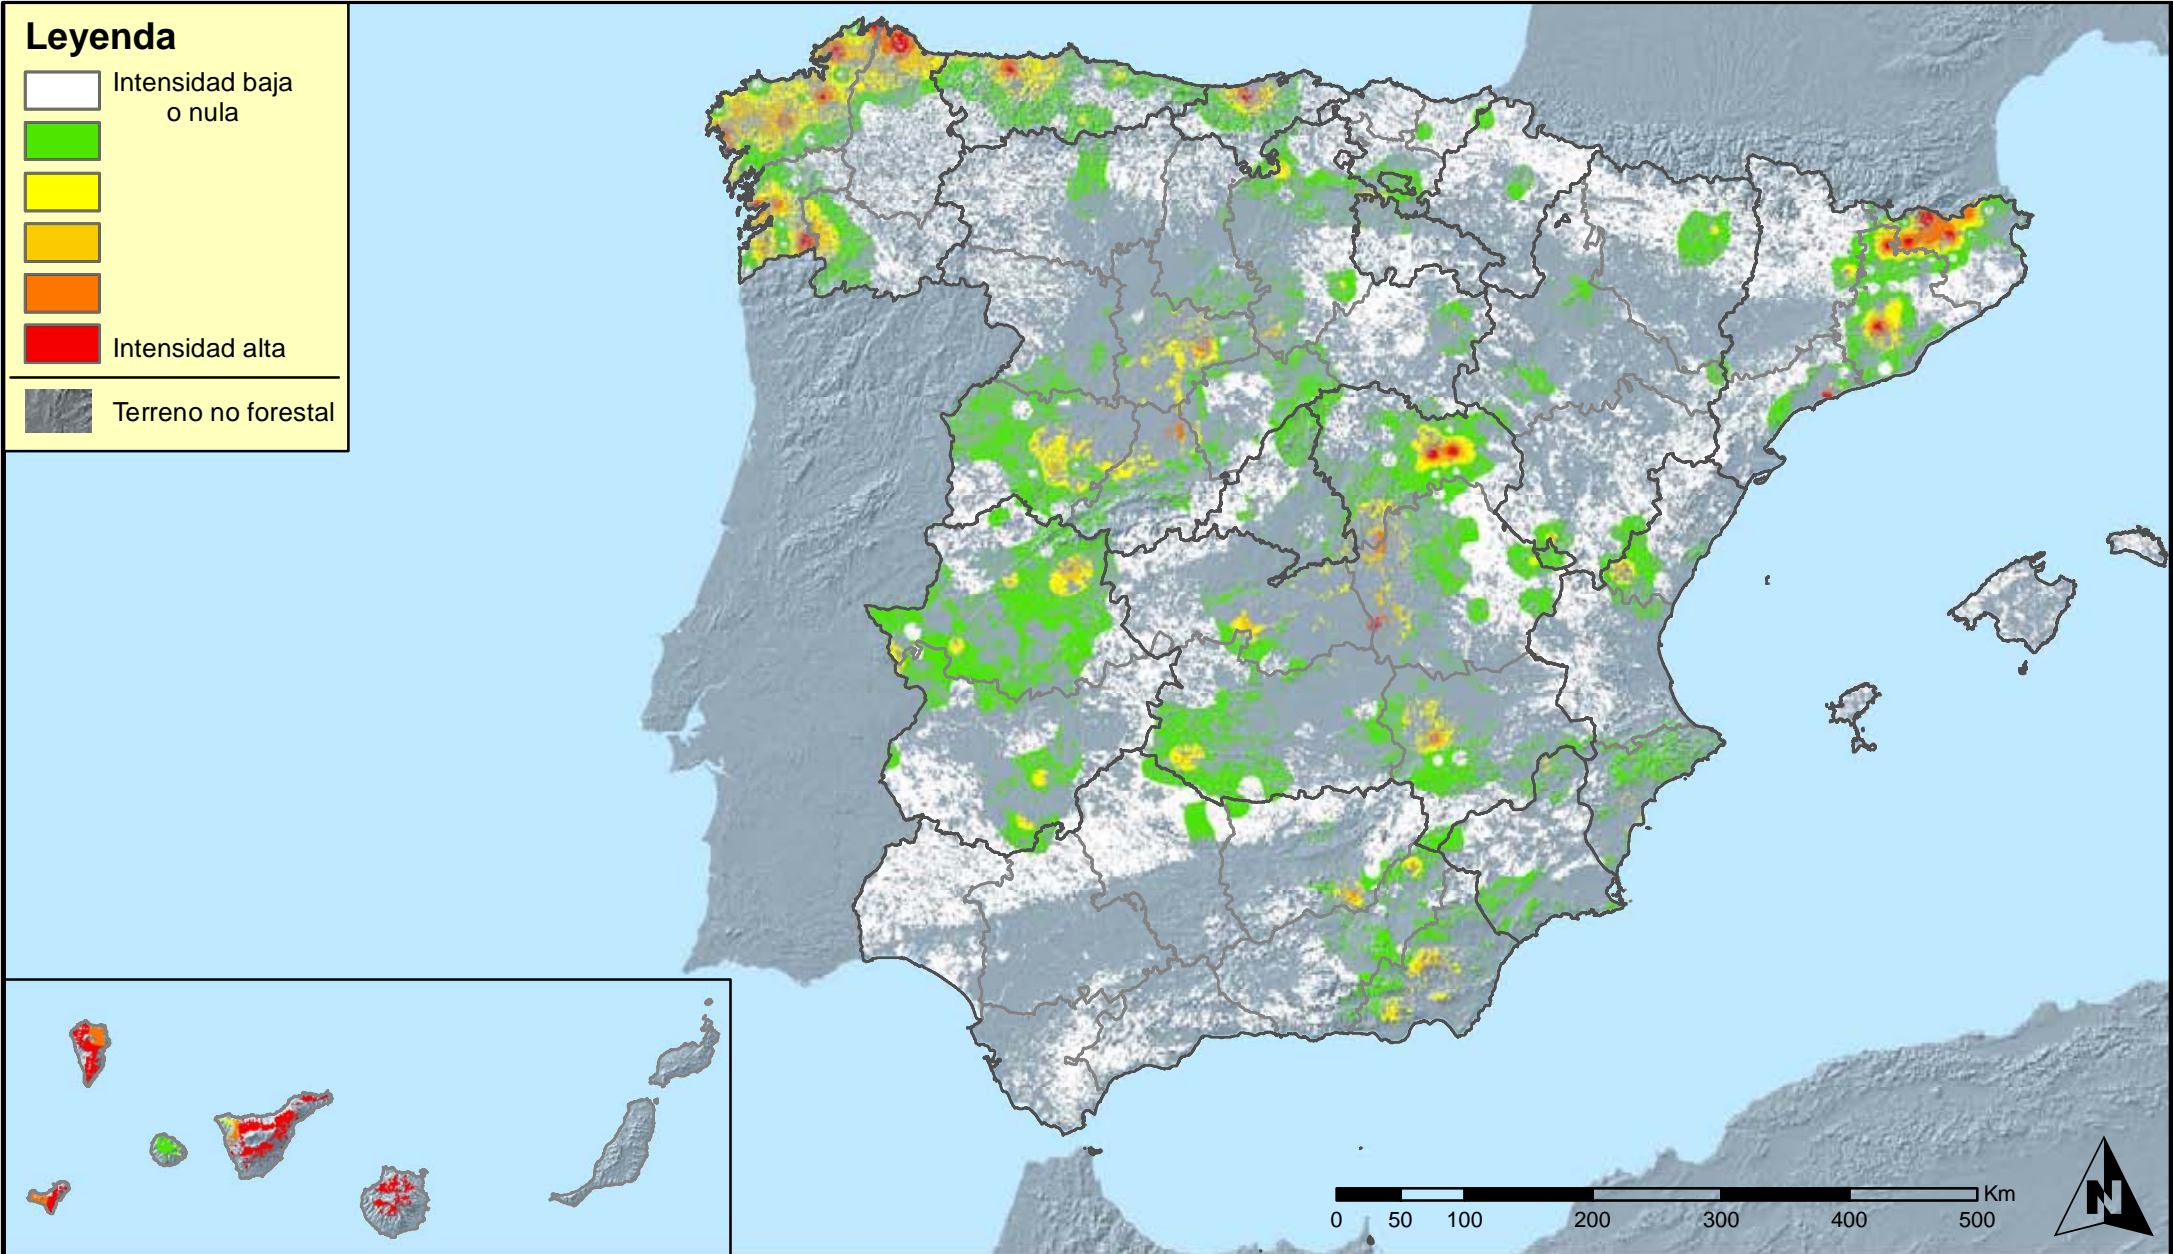 Leyenda
Intensidad baja
o nula
Intensidad alta
Terreno no forestal
Km
0 50 100 200 300 400 500
N